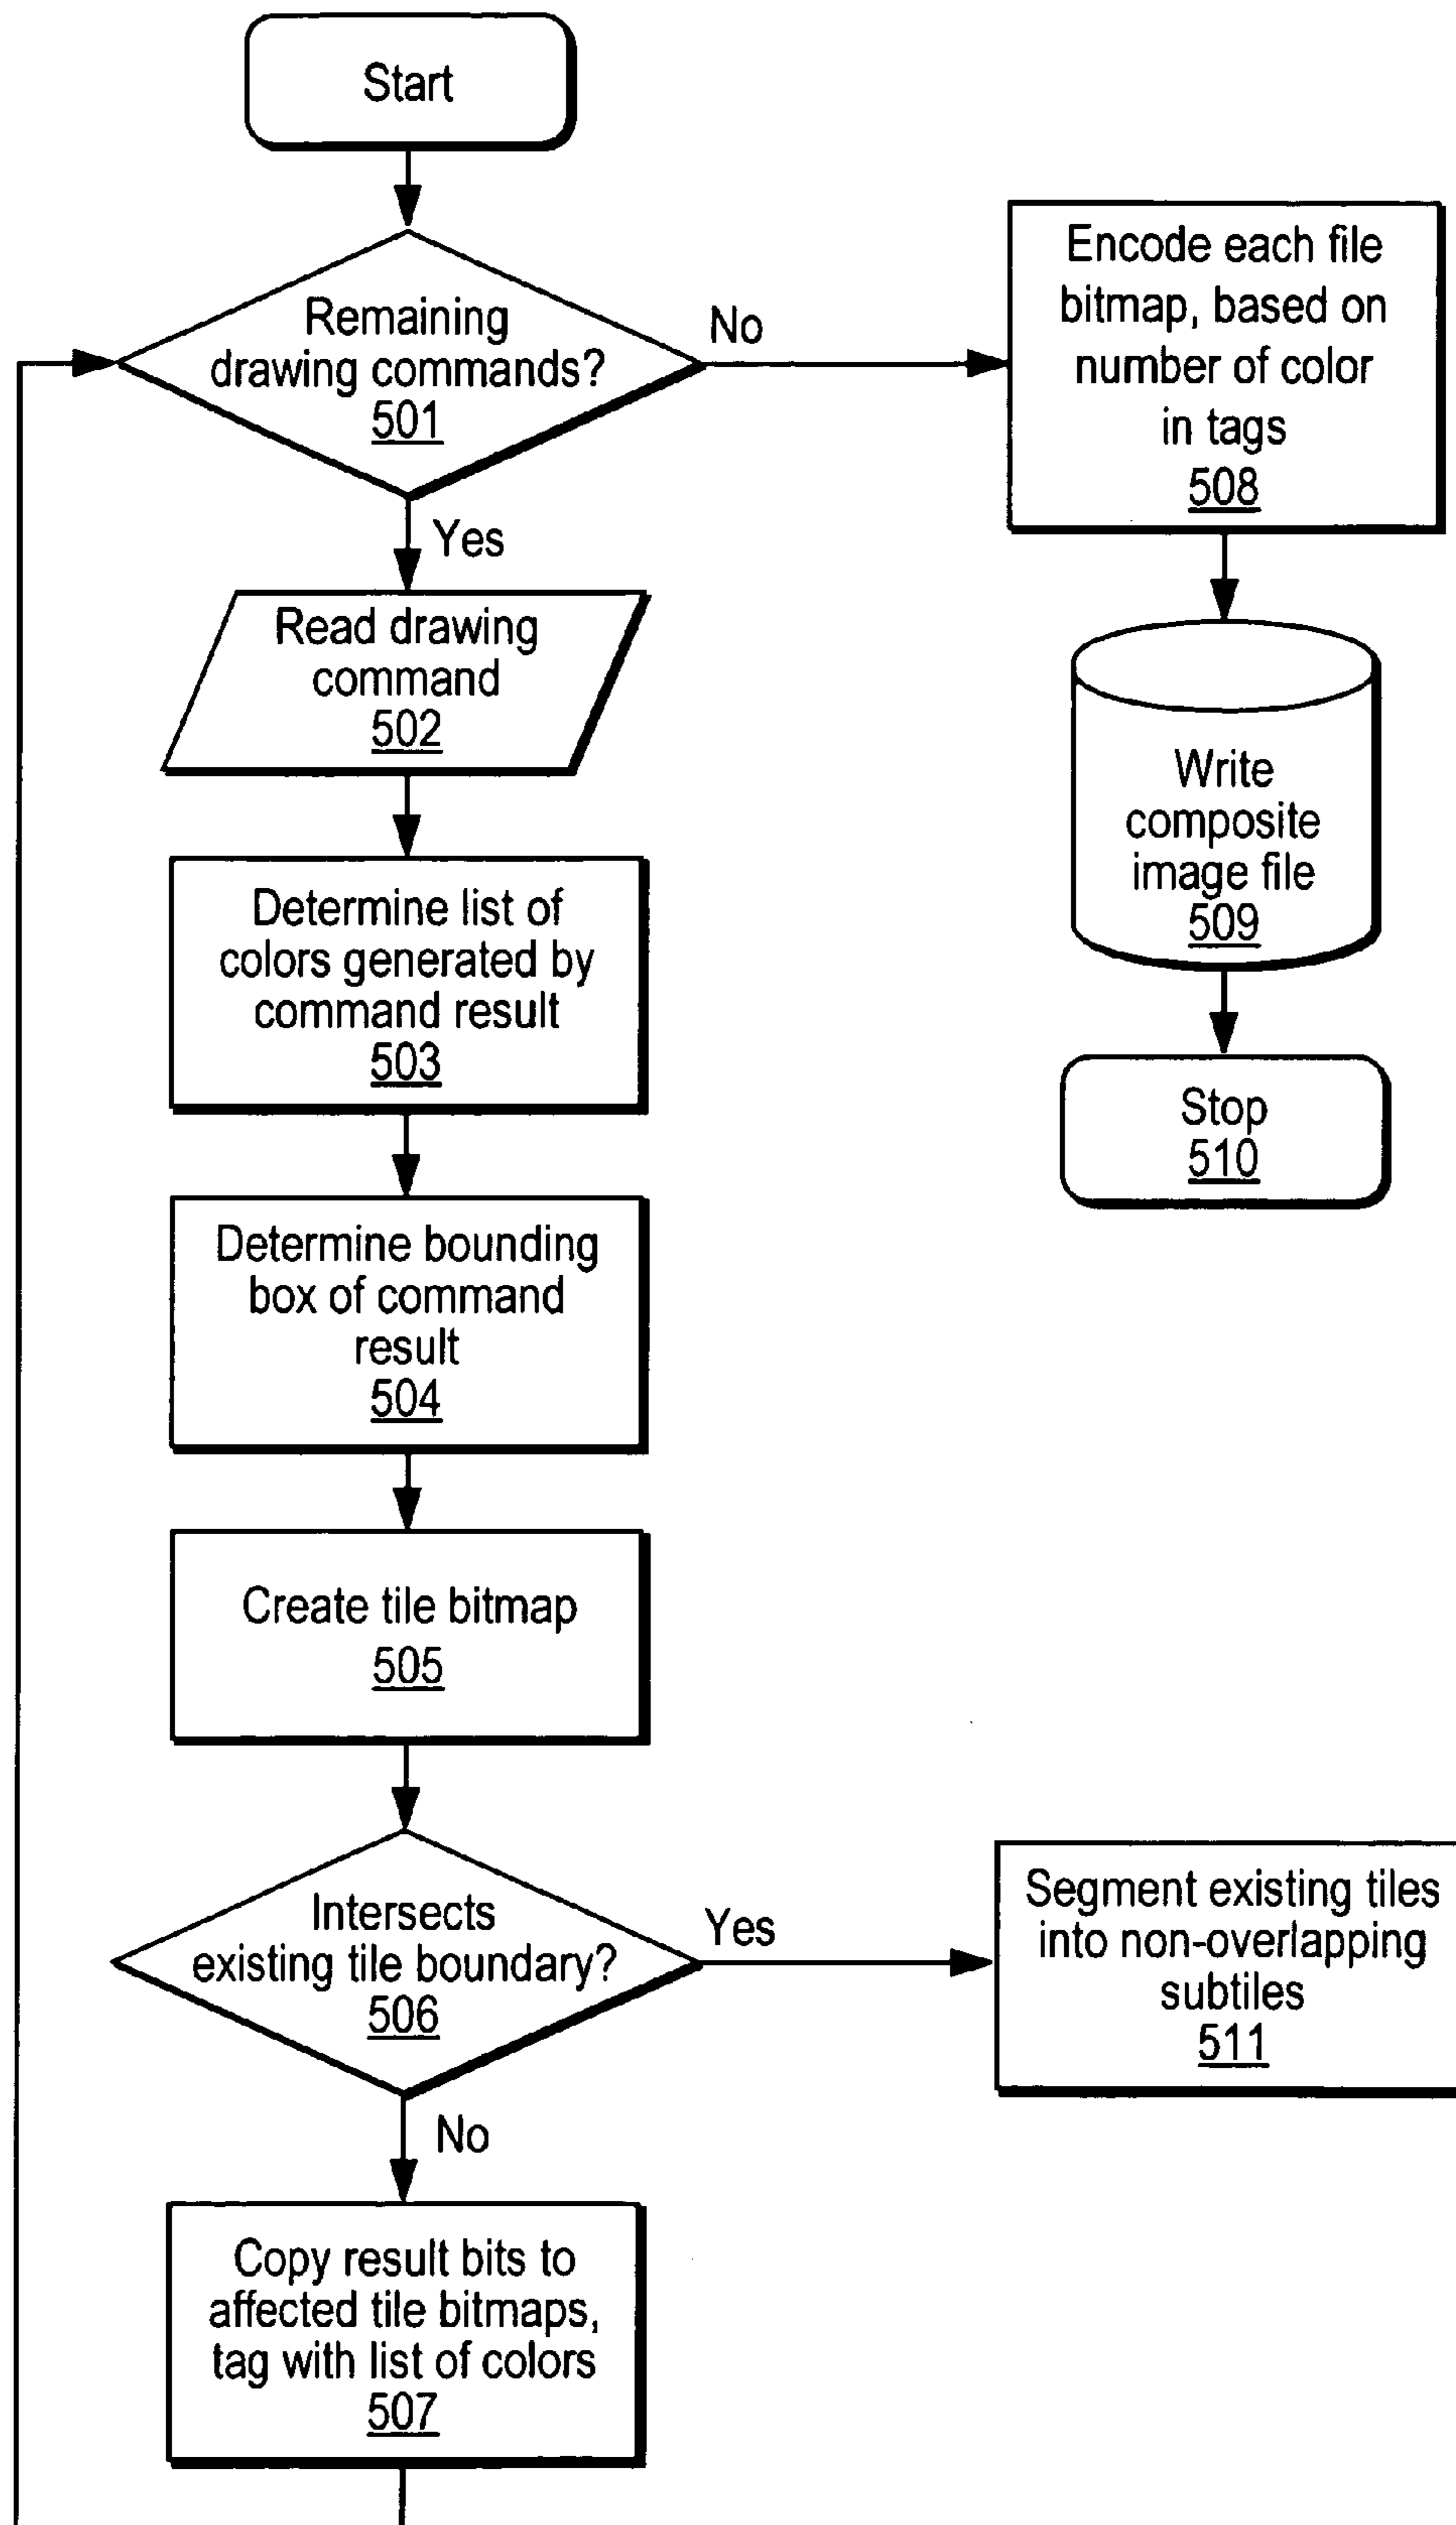 Start
Remaining
drawing commands?
501
No
Yes
Encode each file
bitmap, based on
number of color
in tags
508
Read drawing
command
502
Write
composite
image file
509
Determine list of
colors generated by
command result
503
Stop
510
Determine bounding
box of command
result
504
Create tile bitmap
505
Intersects
existing tile boundary?
506
Yes
No
Segment existing tiles
into non-overlapping
subtiles
511
Copy result bits to
affected tile bitmaps,
tag with list of colors
507